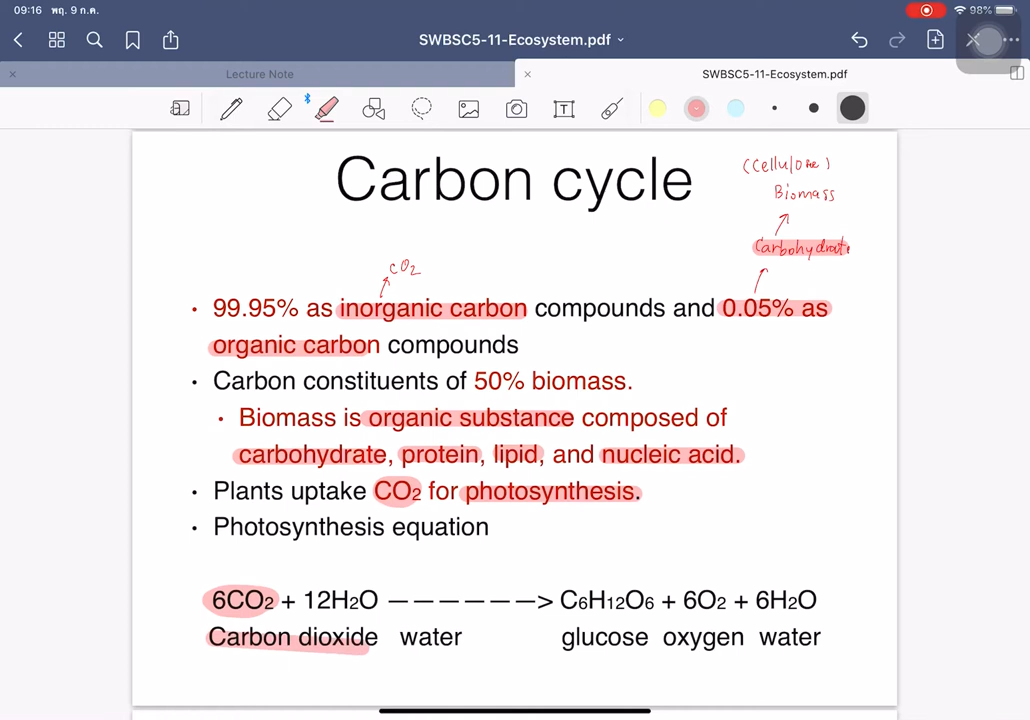 09:16 พฤ. 9 ก.ค.
98%
SWBSC5-11-Ecosystem.pdf
Lecture Note
SWBSC5-11-Ecosystem.pdf
T
Carbon cycle
(Cellulose)
Biomass
Carbohydrate
CO2
• 99.95% as inorganic carbon compounds and 0.05% as
organic carbon compounds
• Carbon constituents of 50% biomass.
• Biomass is organic substance composed of
carbohydrate, protein, lipid, and nucleic acid.
• Plants uptake CO2 for photosynthesis.
• Photosynthesis equation
6CO2 + 12H2O — — — — — —> C6H12O6 + 6O2 + 6H2O
Carbon dioxide water glucose oxygen water